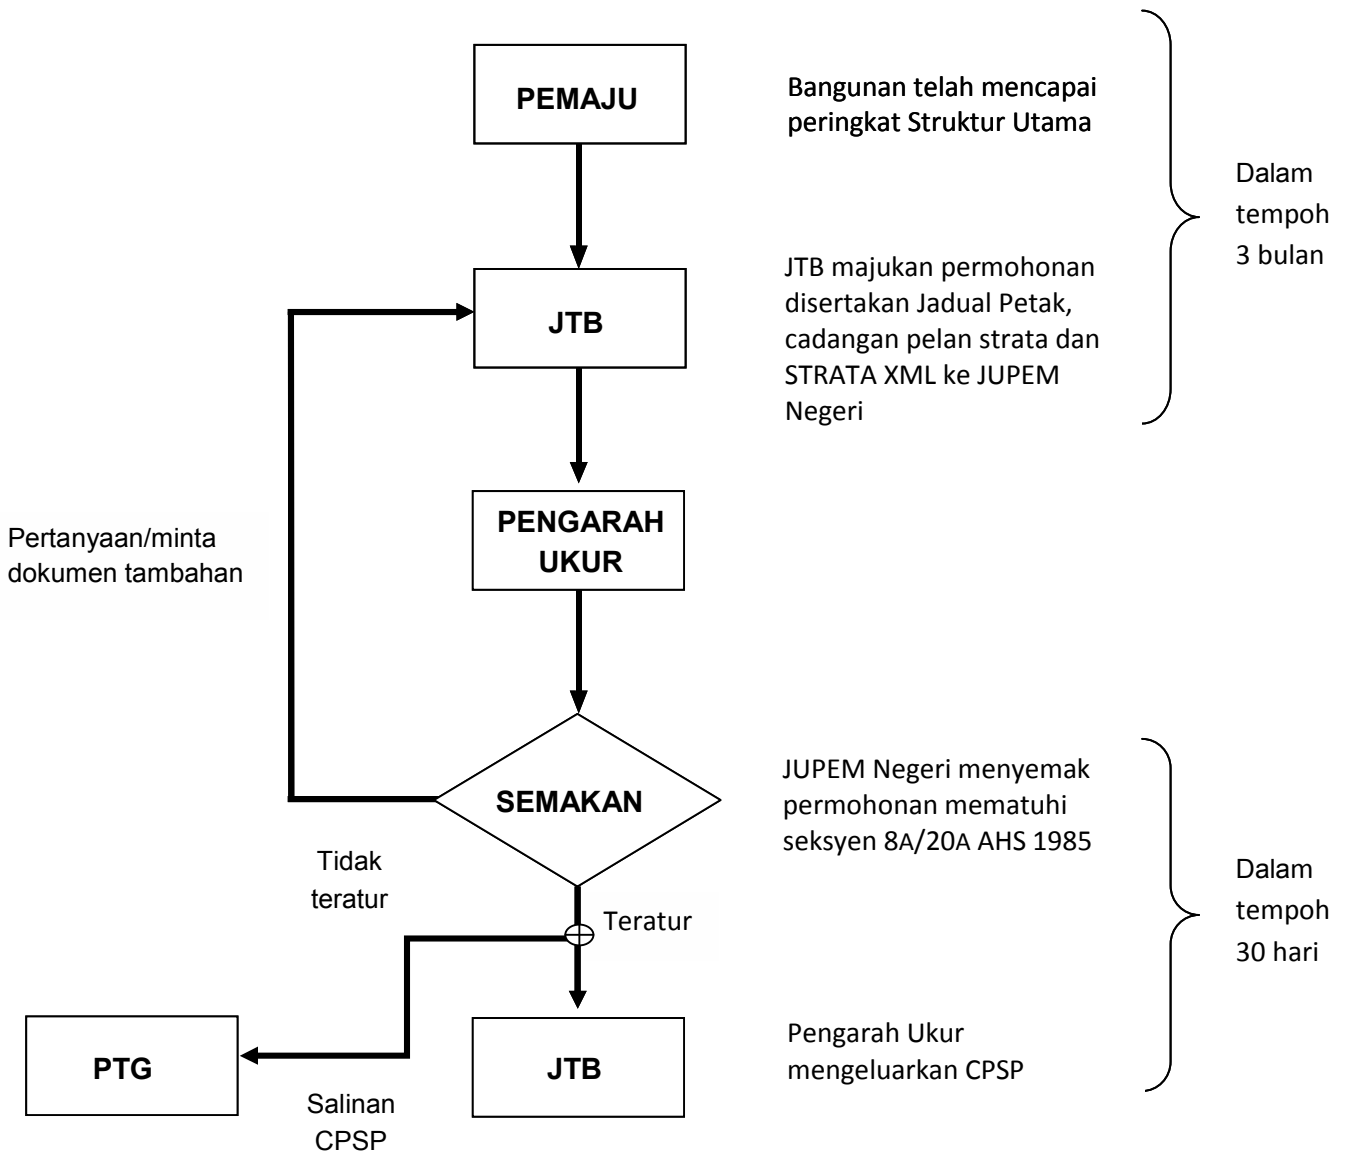 PEMAJU
Bangunan telah mencapai
peringkat Struktur Utama
Dalam
tempoh
3 bulan
JTB
JTB majukan permohonan
disertakan Jadual Petak,
cadangan pelan strata dan
STRATA XML ke JUPEM
Negeri
PENGARAH
UKUR
Pertanyaan/minta
dokumen tambahan
SEMAKAN
JUPEM Negeri menyemak
permohonan mematuhi
seksyen 8A/20A AHS 1985
Tidak
teratur
Teratur
Dalam
tempoh
30 hari
PTG
JTB
Pengarah Ukur
mengeluarkan CPSP
Salinan
CPSP